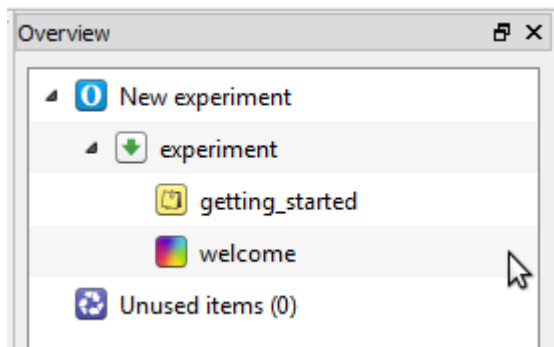 Overview
New experiment
experiment
getting_started
welcome
Unused items (0)